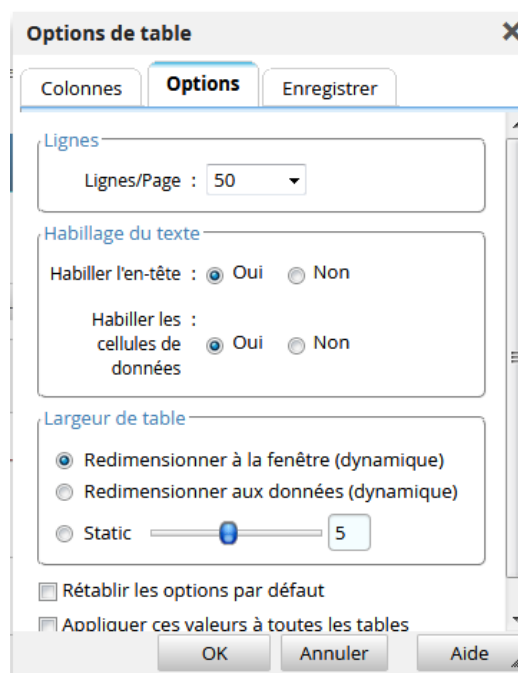 Options de table
Colonnes Options Enregistrer
Lignes
Lignes/Page : 50
Habillage du texte
Habiller l'en-tête : Oui Non
Habiller les :
cellules de Oui Non
données
Largeur de table
Redimensionner à la fenêtre (dynamique)
Redimensionner aux données (dynamique)
Static 5
Rétablir les options par défaut
Appliquer ces valeurs à toutes les tables
OK Annuler Aide